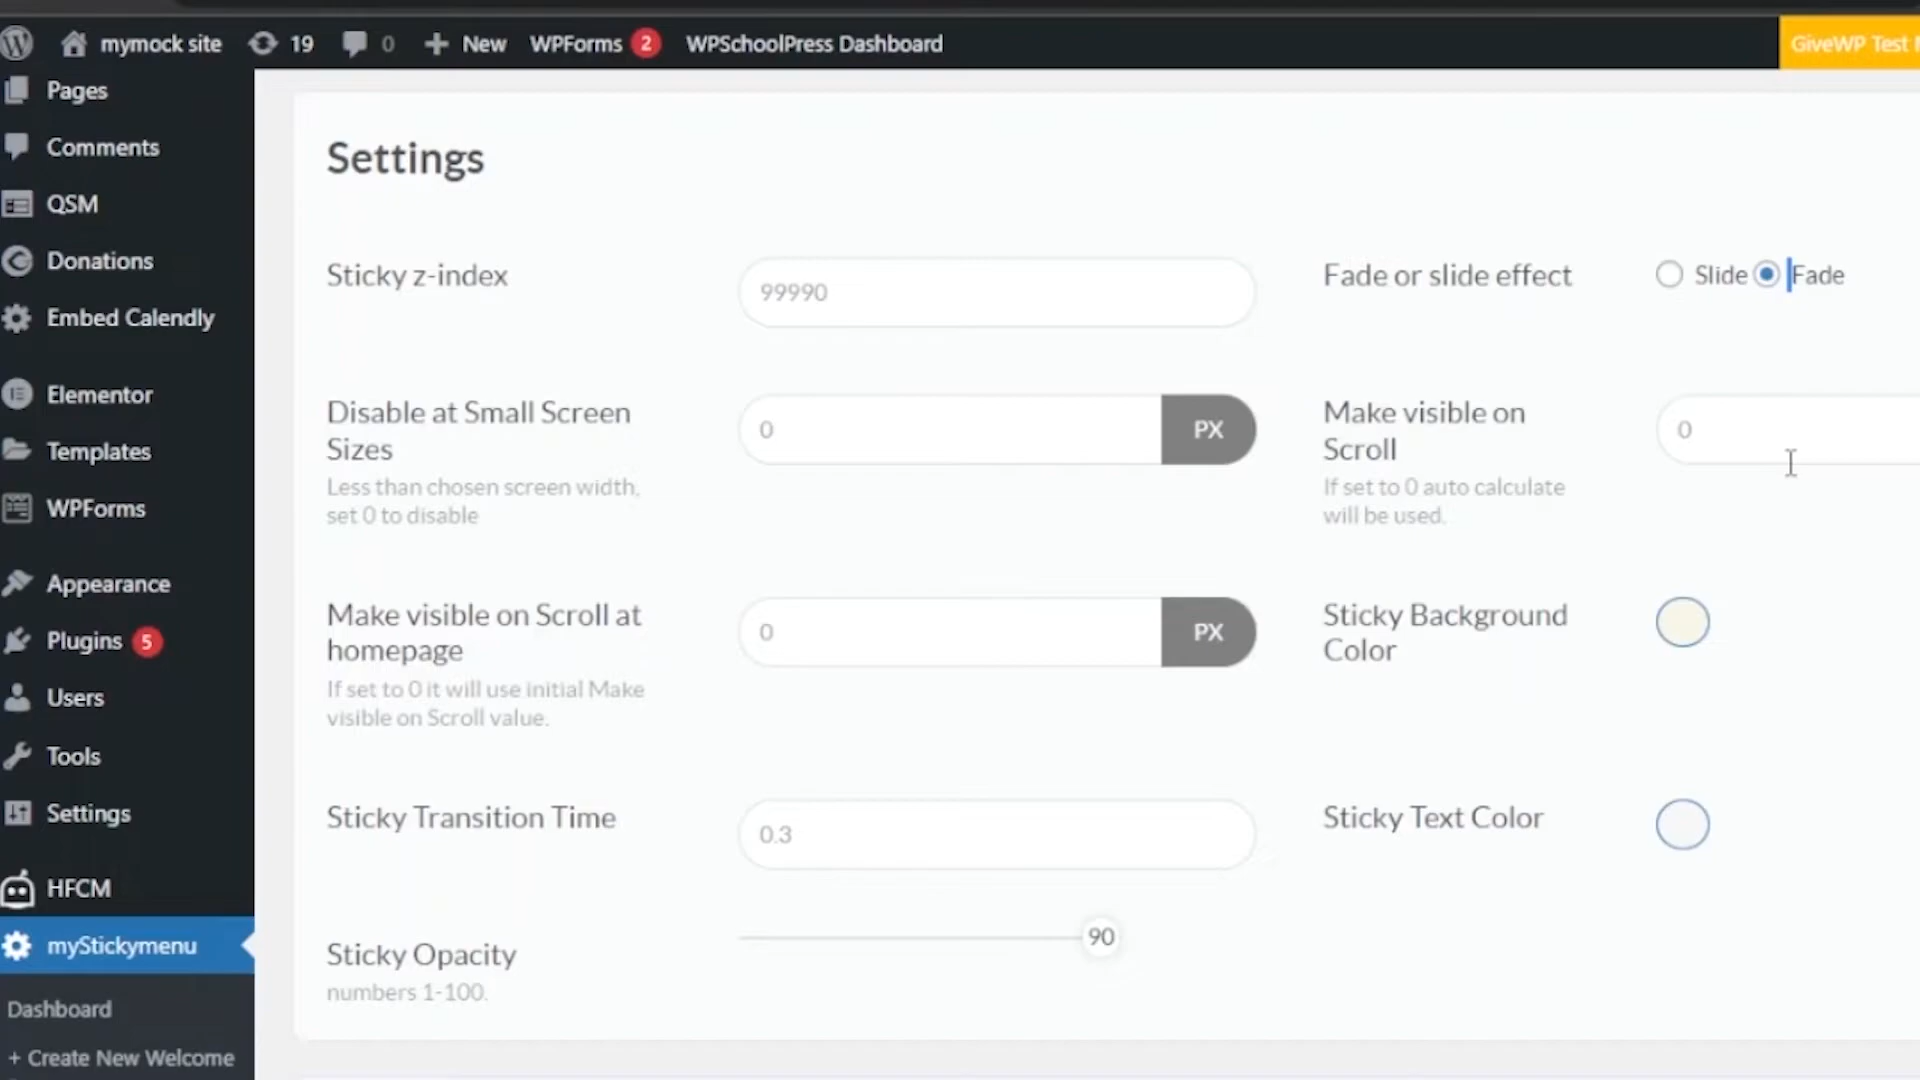 mymock site 19 0 New WPForms 2 WPSchoolPress Dashboard GiveWP Test
Pages
Comments
QSM
Donations
Embed Calendly
Elementor
Templates
WPForms
Appearance
Plugins 5
Users
Tools
Settings
HFCM
myStickymenu
Dashboard
+ Create New Welcome
Settings
Sticky z-index
99990
Fade or slide effect
Slide Fade
Disable at Small Screen
Sizes
Less than chosen screen width,
set 0 to disable
0 PX
Make visible on
Scroll
If set to 0 auto calculate
will be used.
0
Make visible on Scroll at
homepage
If set to 0 it will use initial Make
visible on Scroll value.
0 PX
Sticky Background
Color
Sticky Transition Time
0.3
Sticky Text Color
Sticky Opacity
numbers 1-100.
90